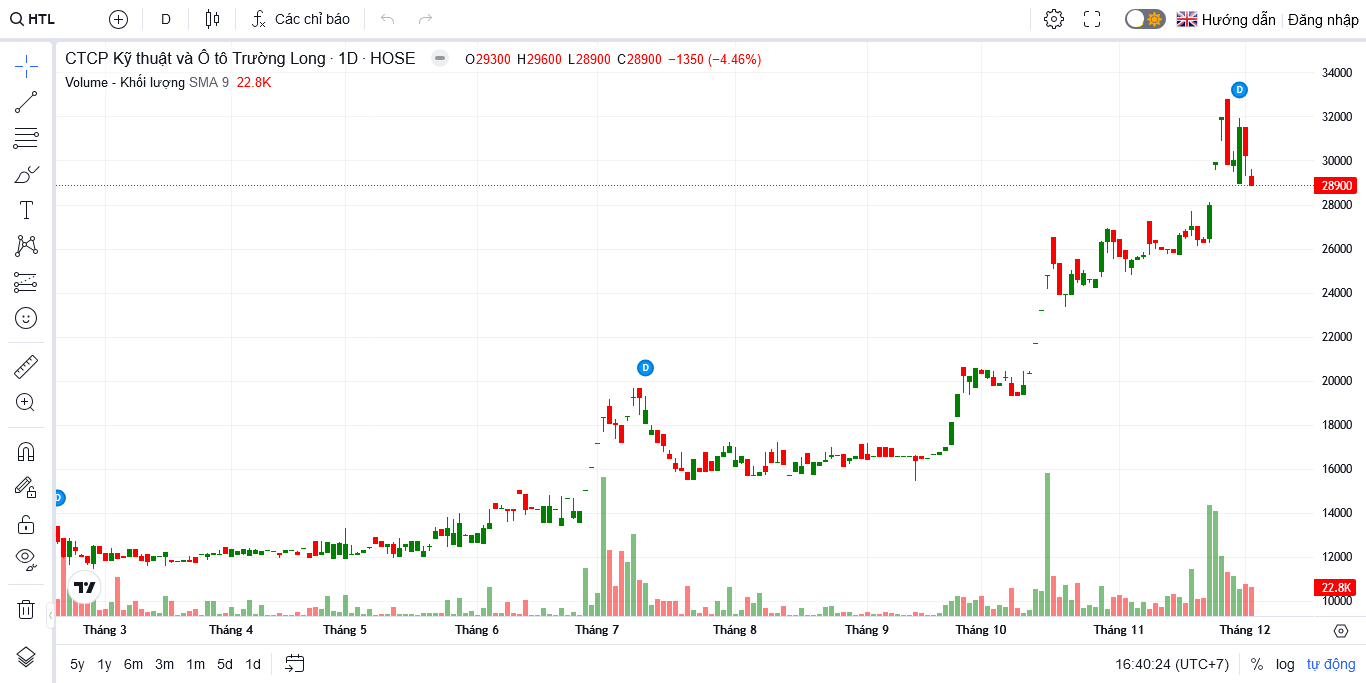 HTL D Các chỉ báo Hướng dẫn Đăng nhập
CTCP Kỹ thuật và Ô tô Trường Long · 1D · HOSE O29300 H29600 L28900 C28900 −1350 (−4.46%)
Volume - Khối lượng SMA 9 22.8K
34000
D
32000
30000
28900
28000
26000
24000
22000
D
20000
18000
16000
D
14000
12000
22.8K
10000
Tháng 3 Tháng 4 Tháng 5 Tháng 6 Tháng 7 Tháng 8 Tháng 9 Tháng 10 Tháng 11 Tháng 12
5y 1y 6m 3m 1m 5d 1d 16:40:24 (UTC+7) % log tự động